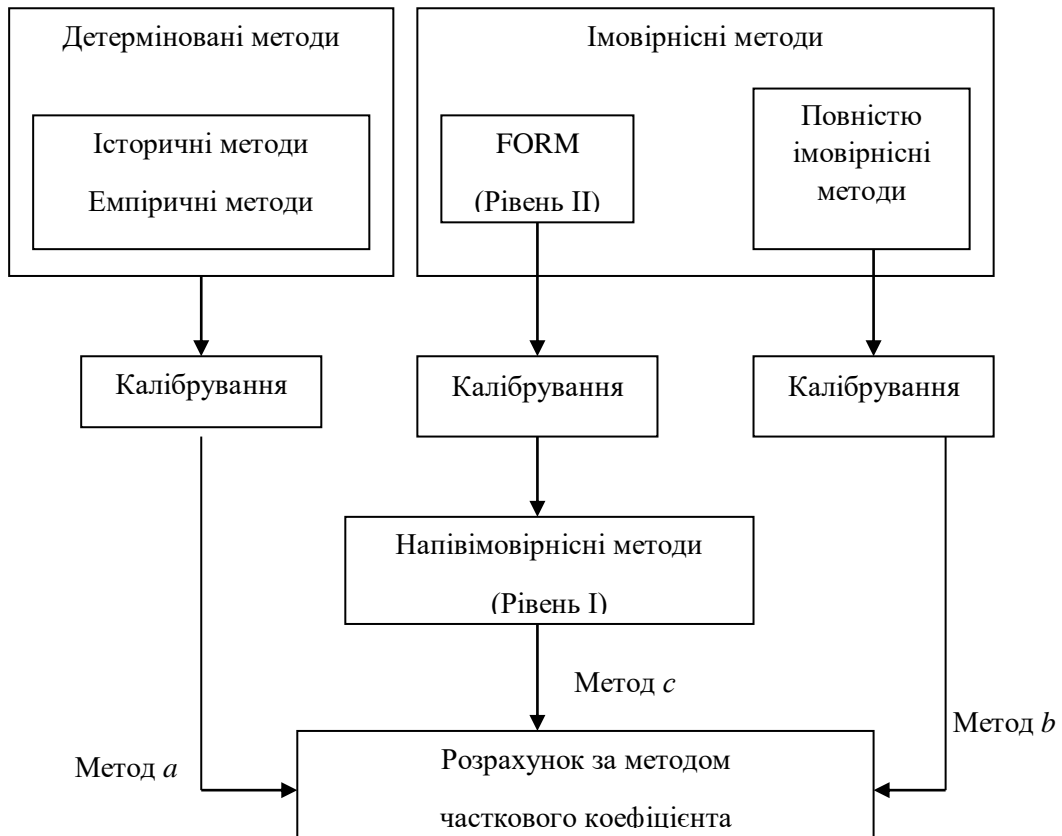 Детерміновані методи
Історичні методи
Емпіричні методи
Імовірнісні методи
FORM
(Рівень II)
Повністю
імовірнісні
методи
Калібрування
Калібрування
Калібрування
Напівімовірнісні методи
(Рівень I)
Метод c
Метод b
Метод a
Розрахунок за методом
часткового коефіцієнта